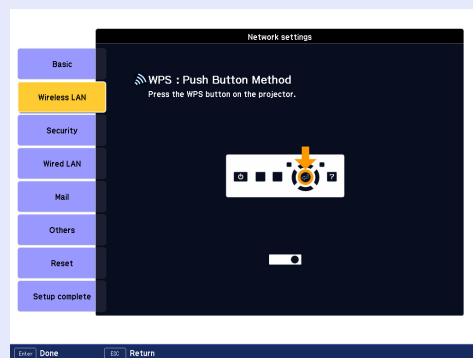 Network settings
Basic
Wireless LAN
Security
Wired LAN
Mail
Others
Reset
Setup complete
WPS : Push Button Method
Press the WPS button on the projector.
?
Enter Done
ESC Return